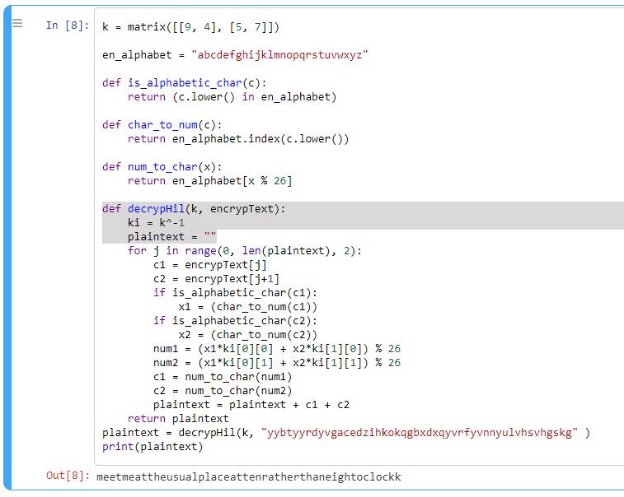 In [8]: k = matrix([[9, 4], [5, 7]])
en_alphabet = "abcdefghijklmnopqrstuvwxyz"
def is_alphabetic_char(c):
return (c.lower() in en_alphabet)
def char_to_num(c):
return en_alphabet.index(c.lower())
def num_to_char(x):
return en_alphabet[x % 26]
def decrypHil(k, encrypText):
ki = k^-1
plaintext = ""
for j in range(0, len(plaintext), 2):
c1 = encrypText[j]
c2 = encrypText[j+1]
if is_alphabetic_char(c1):
x1 = (char_to_num(c1))
if is_alphabetic_char(c2):
x2 = (char_to_num(c2))
num1 = (x1*ki[0][0] + x2*ki[1][0]) % 26
num2 = (x1*ki[0][1] + x2*ki[1][1]) % 26
c1 = num_to_char(num1)
c2 = num_to_char(num2)
plaintext = plaintext + c1 + c2
return plaintext
plaintext = decrypHil(k, "yybtyyrdyvgacedzihkokqgbxdxqyvrfyvnnyulvhsvhgskg" )
print(plaintext)
Out[8]: meetmeattheusualplaceattenratherthaneightoclockk